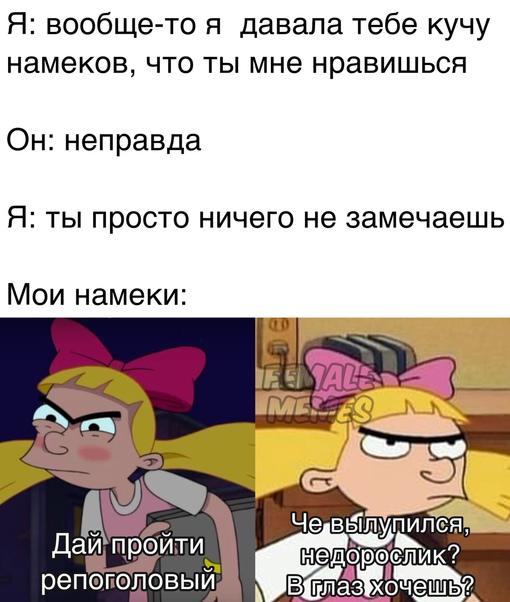 Я: вообще-то я давала тебе кучу
намеков, что ты мне нравишься
Он: неправда
Я: ты просто ничего не замечаешь
Мои намеки:
FEMALE
MEMES
Дай пройти
репоголовый
Че вылупился,
недорослик?
В глаз хочешь?